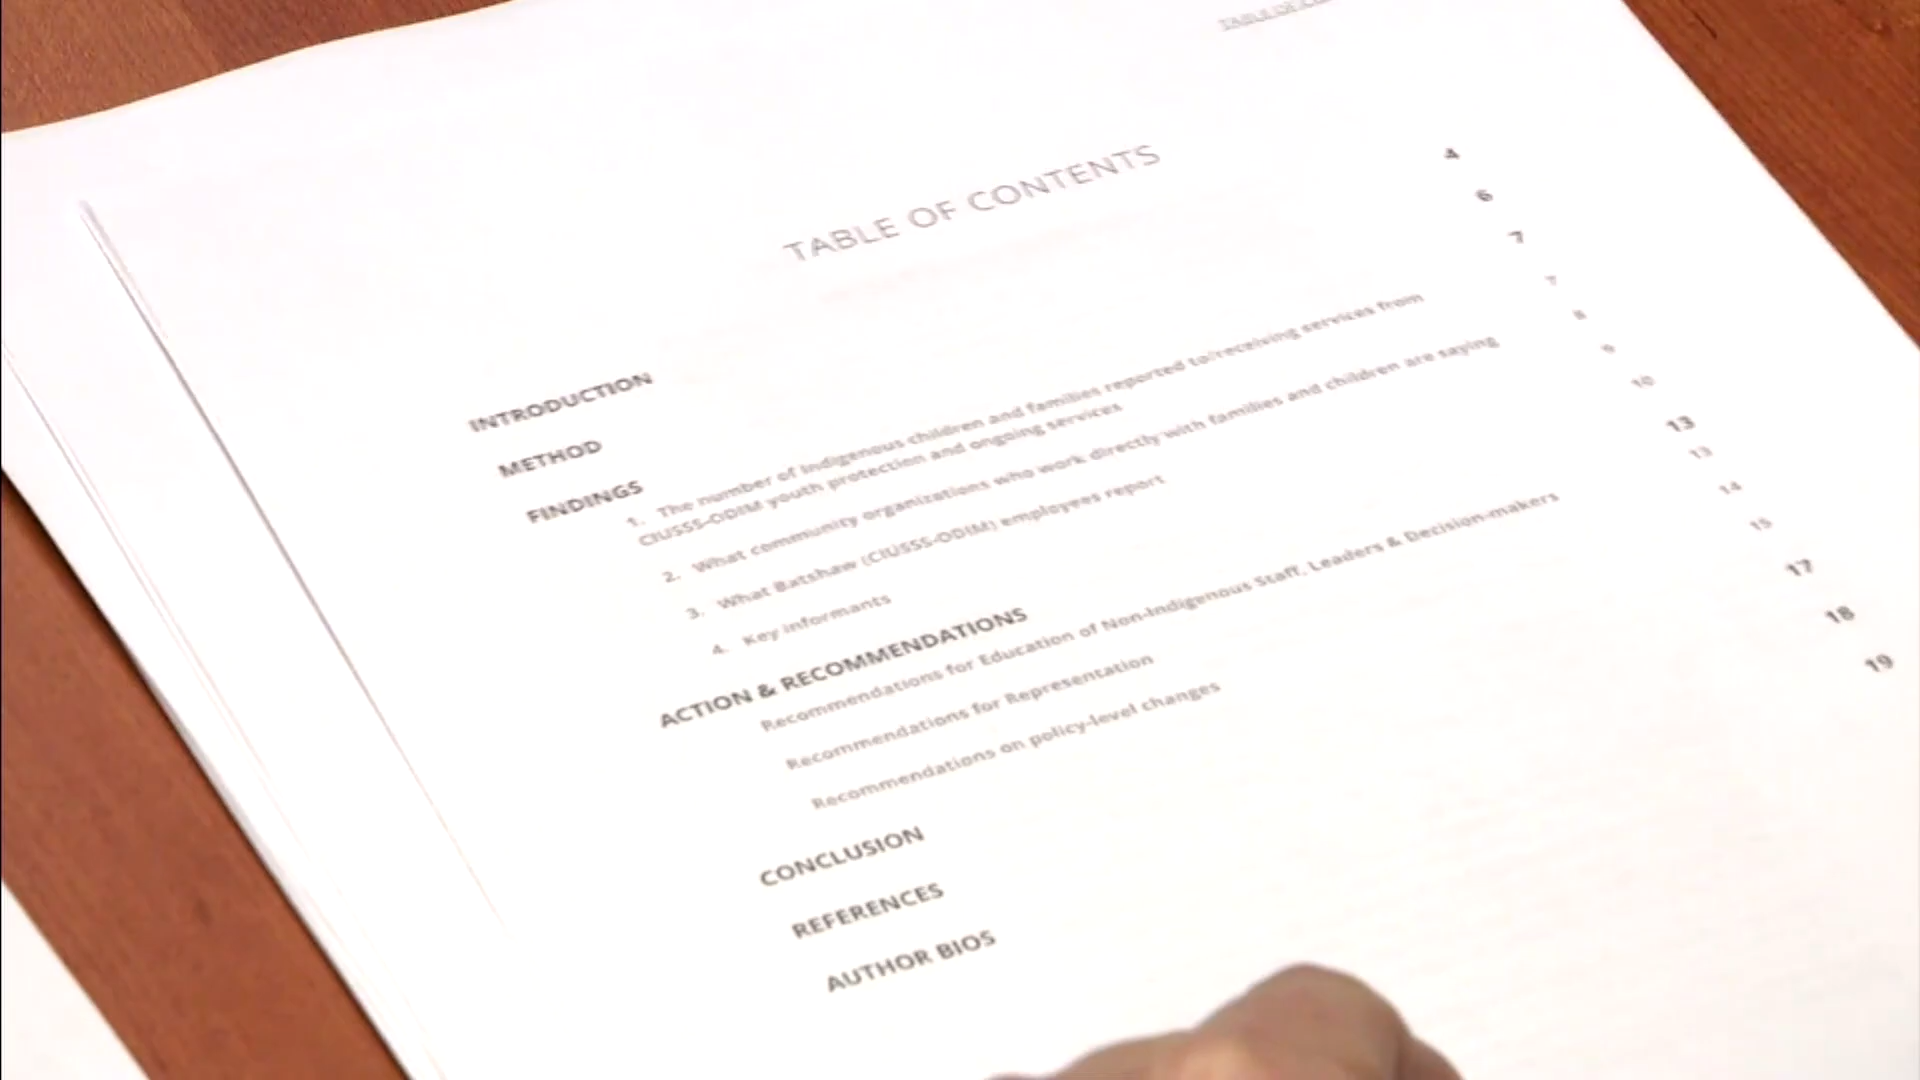 TABLE OF CONTENTS
INTRODUCTION 4
METHOD 6
FINDINGS 7
1. The number of Indigenous children and families reported to/receiving services from 7
CIUSSS-ODIM youth protection and ongoing services
2. What community organizations who work directly with families and children are saying 8
3. What Batshaw (CIUSSS-ODIM) employees report 9
4. Key informants 10
ACTION & RECOMMENDATIONS 13
Recommendations for Education of Non-Indigenous Staff, Leaders & Decision-makers 13
Recommendations for Representation 14
Recommendations on policy-level changes 15
CONCLUSION 17
REFERENCES 18
AUTHOR BIOS 19